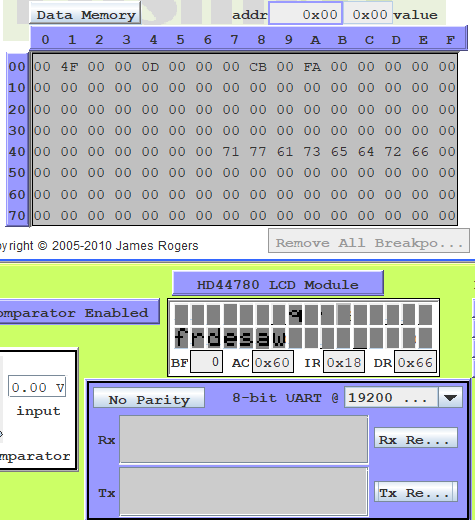 Data Memory addr 0x00 0x00 value
0 1 2 3 4 5 6 7 8 9 A B C D E F
00 00 4F 00 00 0D 00 00 00 CB 00 FA 00 00 00 00 00
10 00 00 00 00 00 00 00 00 00 00 00 00 00 00 00 00
20 00 00 00 00 00 00 00 00 00 00 00 00 00 00 00 00
30 00 00 00 00 00 00 00 00 00 00 00 00 00 00 00 00
40 00 00 00 00 00 00 00 71 77 61 73 65 64 72 66 00
50 00 00 00 00 00 00 00 00 00 00 00 00 00 00 00 00
60 00 00 00 00 00 00 00 00 00 00 00 00 00 00 00 00
70 00 00 00 00 00 00 00 00 00 00 00 00 00 00 00 00
pyright © 2005-2010 James Rogers
Remove All Breakpo...
HD44780 LCD Module
omparator Enabled
q
frdesaw
BF 0 AC 0x60 IR 0x18 DR 0x66
0.00 V
input
mparator
No Parity 8-bit UART @ 19200 ...
Rx Rx Re...
Tx Tx Re...